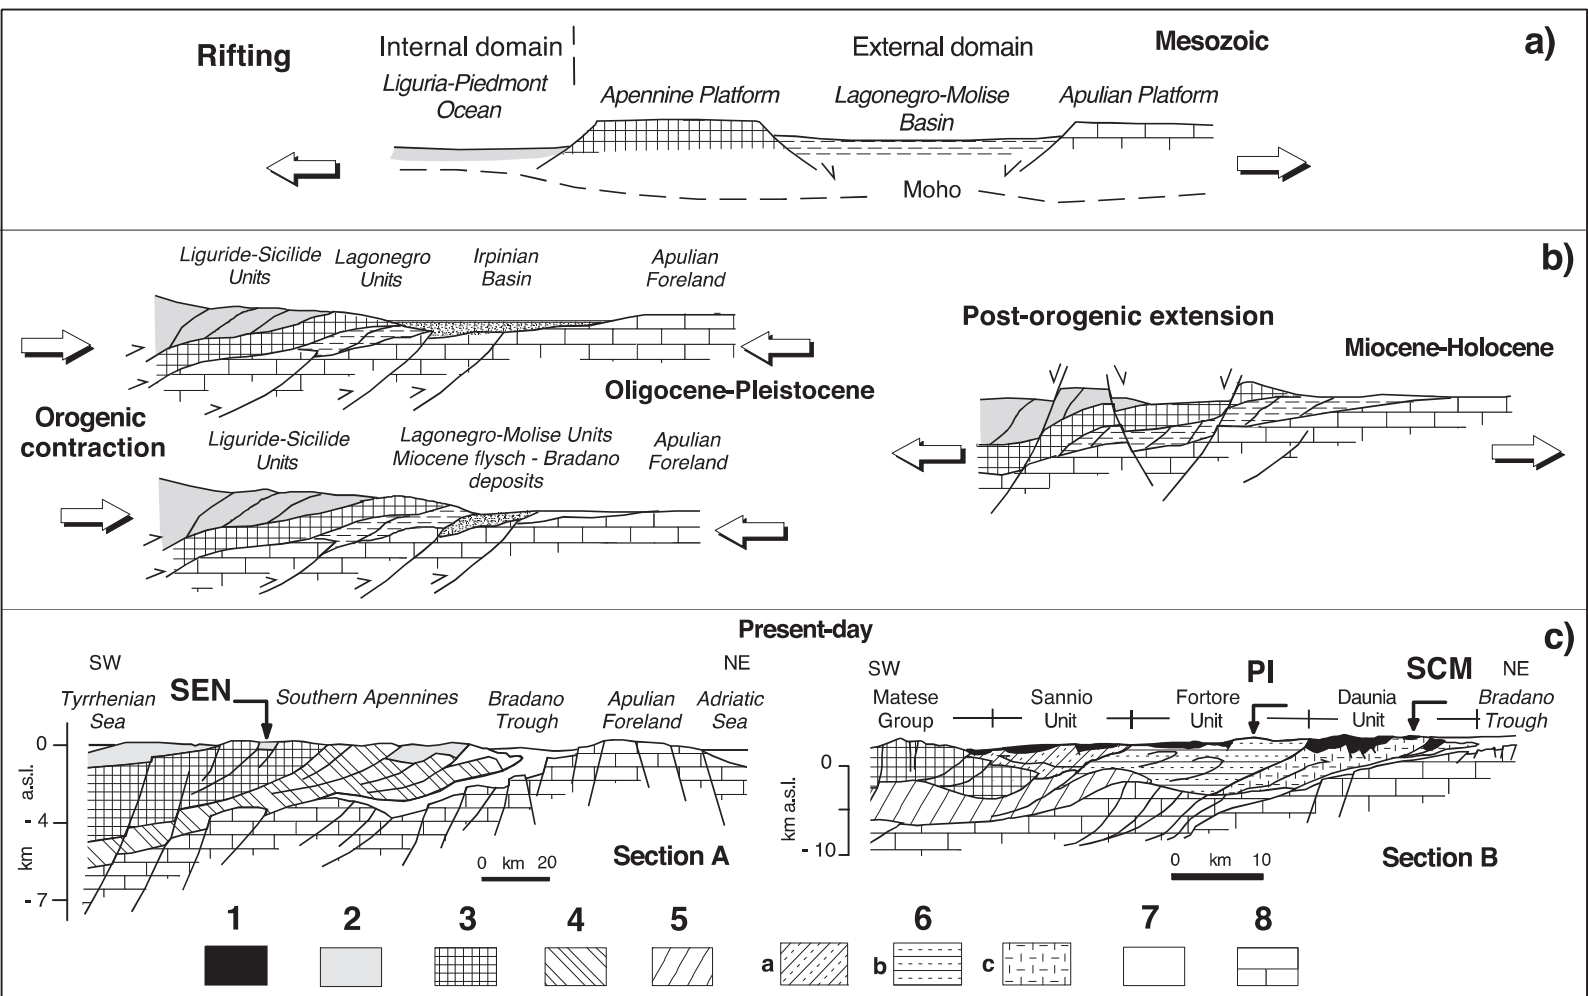 a)
Rifting
Internal domain
External domain
Mesozoic
Liguria-Piedmont
Ocean
Apennine Platform
Lagonegro-Molise
Basin
Apulian Platform
Moho
b)
Liguride-Sicilide
Units
Lagonegro
Units
Irpinian
Basin
Apulian
Foreland
Oligocene-Pleistocene
Orogenic
contraction
Liguride-Sicilide
Units
Lagonegro-Molise Units
Miocene flysch - Bradano
deposits
Apulian
Foreland
Post-orogenic extension
Miocene-Holocene
Present-day
c)
SW
NE
Tyrrhenian
Sea
SEN
Southern Apennines
Bradano
Trough
Apulian
Foreland
Adriatic
Sea
0
- 4
- 7
km a.s.l.
0 km 20
Section A
SW
PI
SCM
NE
Matese
Group
Sannio
Unit
Fortore
Unit
Daunia
Unit
Bradano
Trough
0
- 10
km a.s.l.
0 km 10
Section B
1 2 3 4 5 6 7 8
a b c